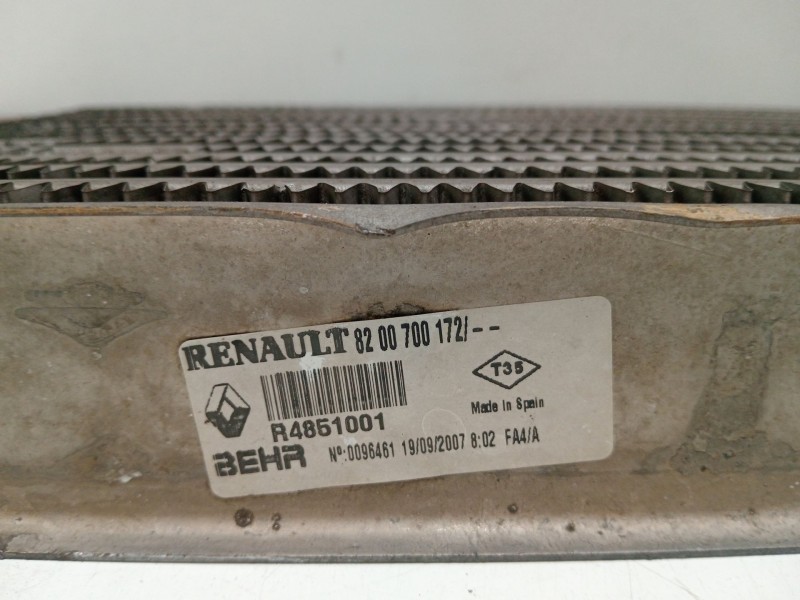 RENAULT 82 00 700 172/--
T35
Made in Spain
R4851001
BEHR Nº:0096461 19/09/2007 8:02 FA4/A